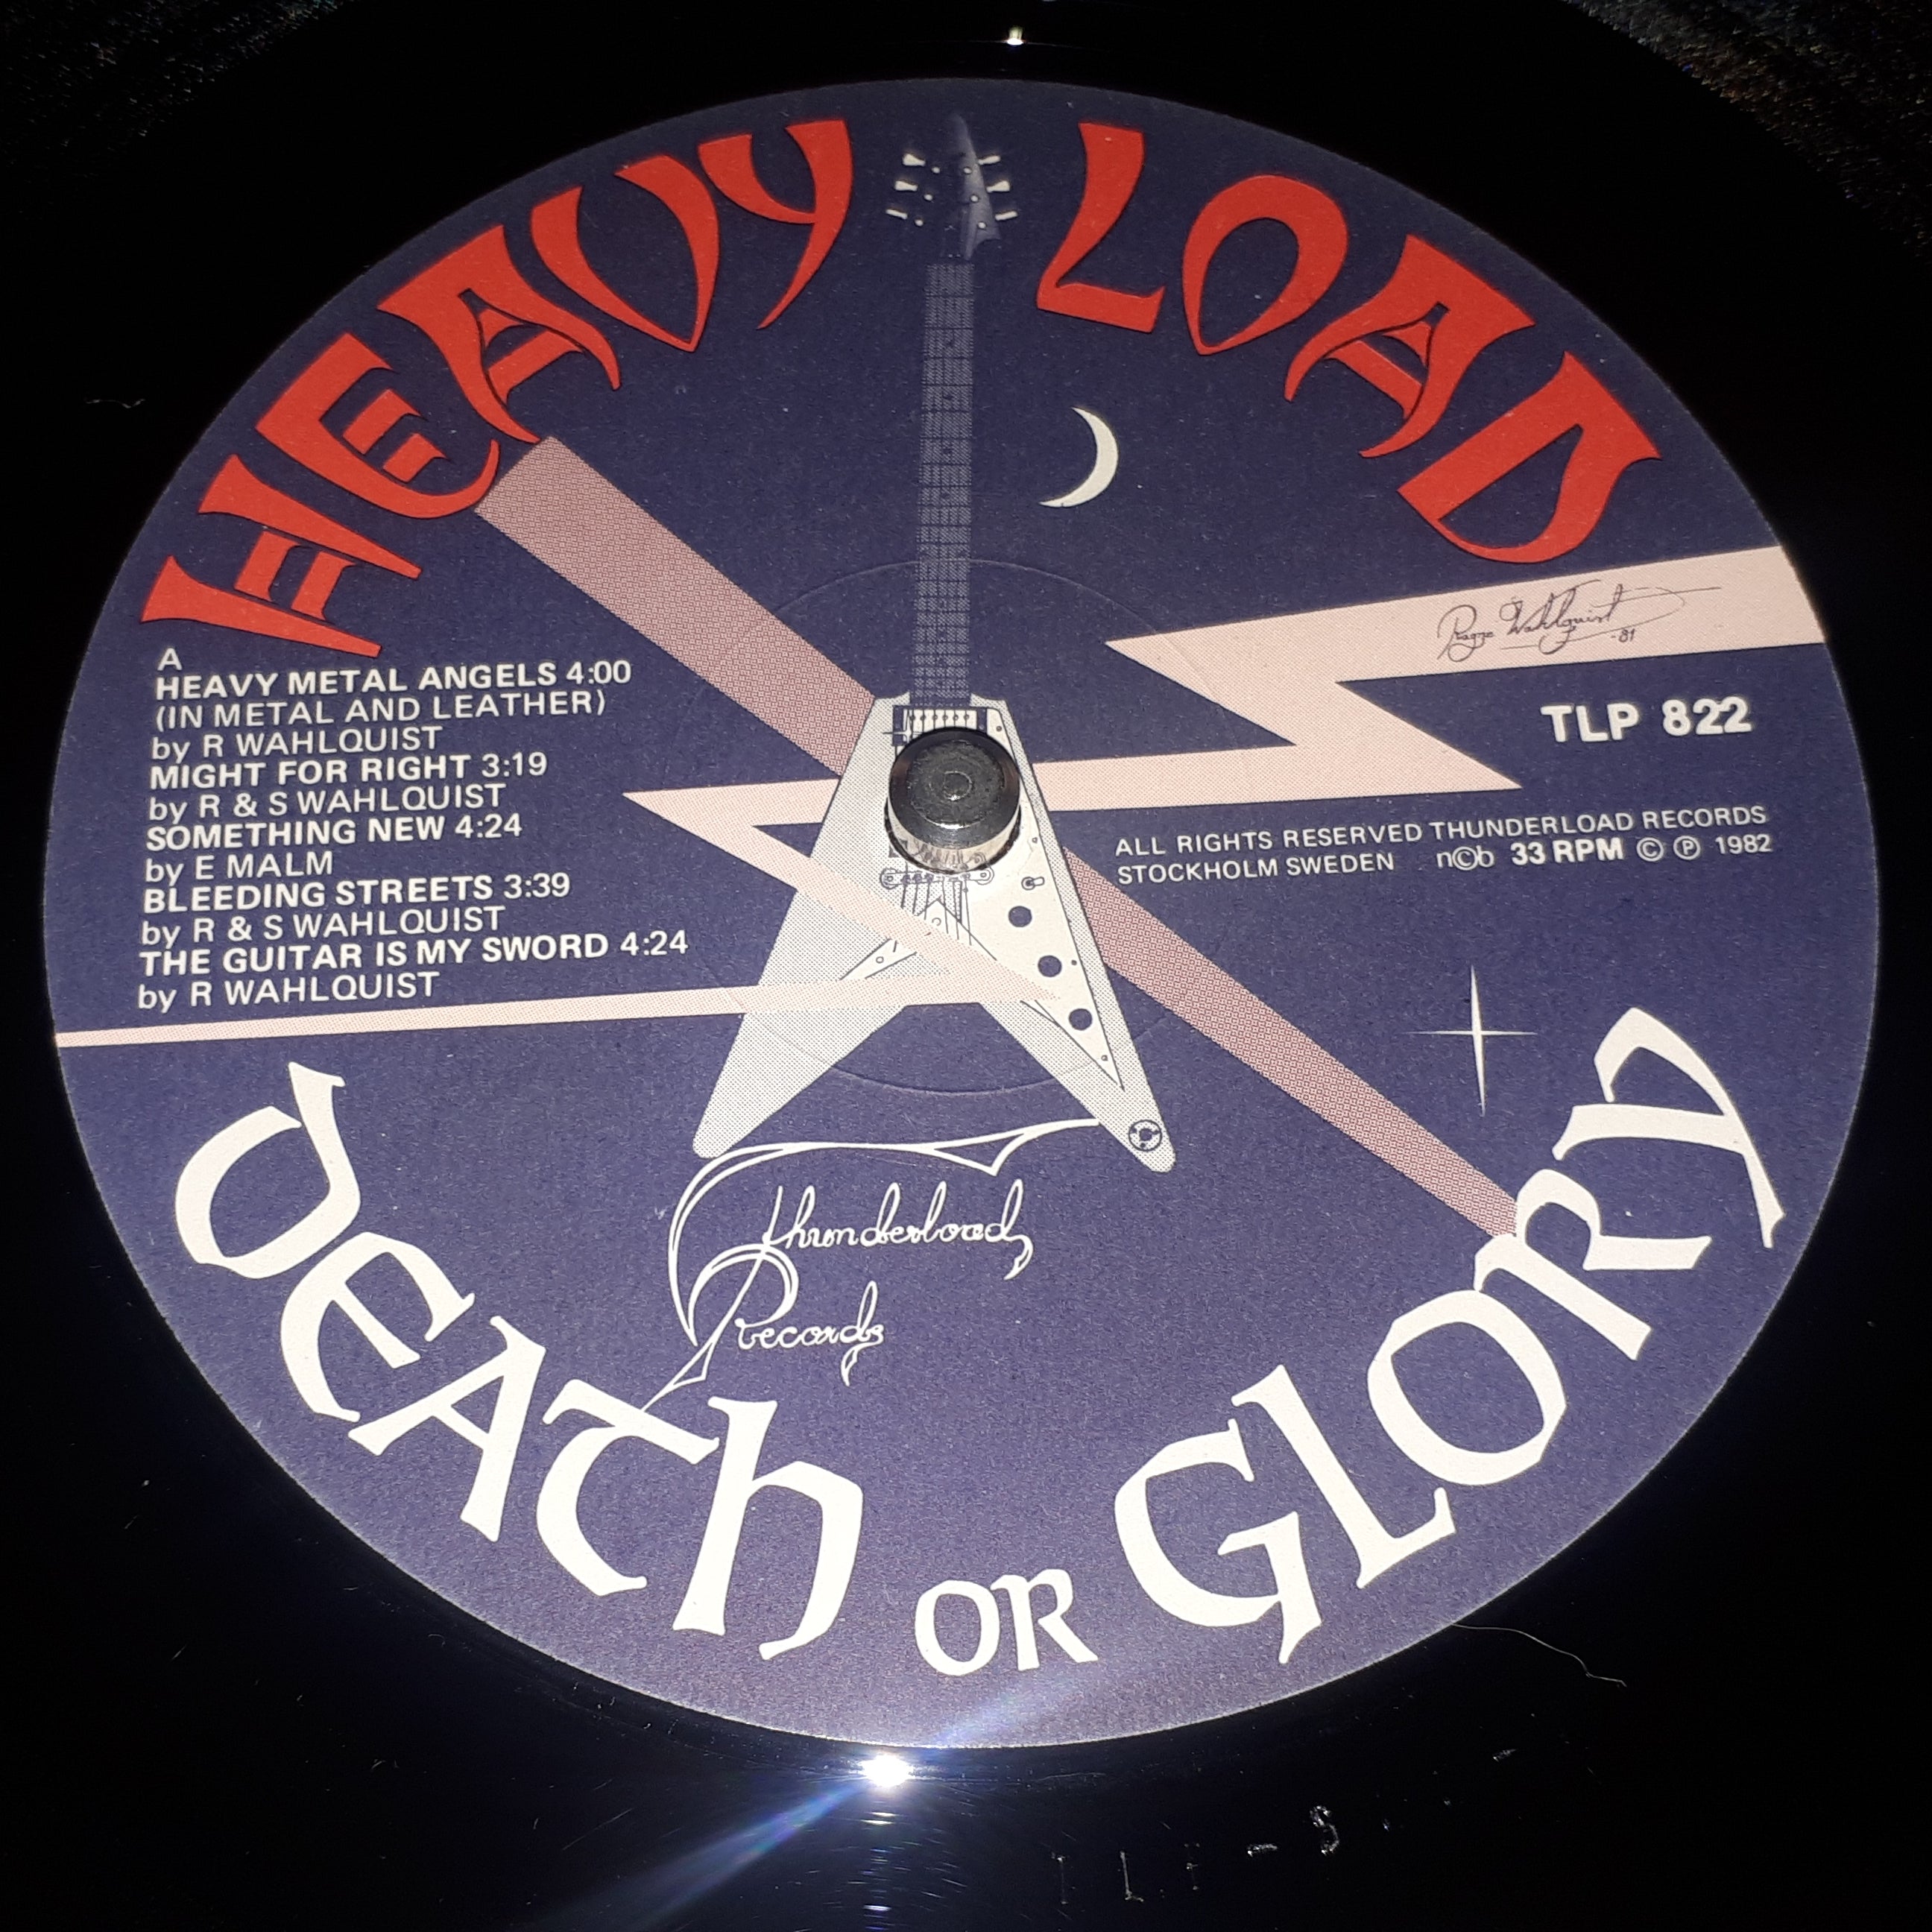 HEAVY LOAD
Ragge Wahlquist
-81
A
HEAVY METAL ANGELS 4:00
(IN METAL AND LEATHER)
by R WAHLQUIST
MIGHT FOR RIGHT 3:19
by R & S WAHLQUIST
SOMETHING NEW 4:24
by E MALM
BLEEDING STREETS 3:39
by R & S WAHLQUIST
THE GUITAR IS MY SWORD 4:24
by R WAHLQUIST
TLP 822
ALL RIGHTS RESERVED THUNDERLOAD RECORDS
STOCKHOLM SWEDEN n©b 33 RPM © ℗ 1982
Thunderload
Records
DEATH OR GLORY